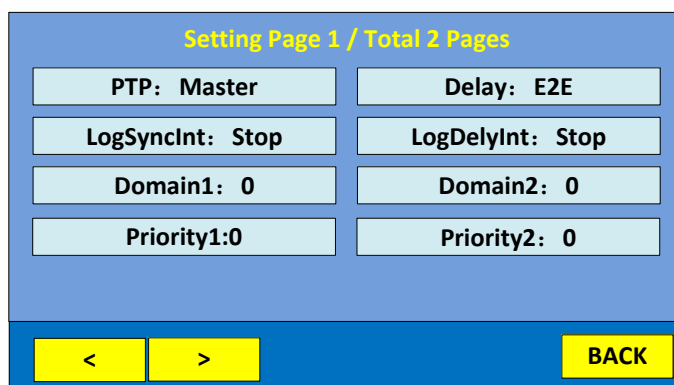 Setting Page 1 / Total 2 Pages
PTP： Master
Delay： E2E
LogSyncInt： Stop
LogDelyInt： Stop
Domain1： 0
Domain2： 0
Priority1:0
Priority2： 0
<
>
BACK